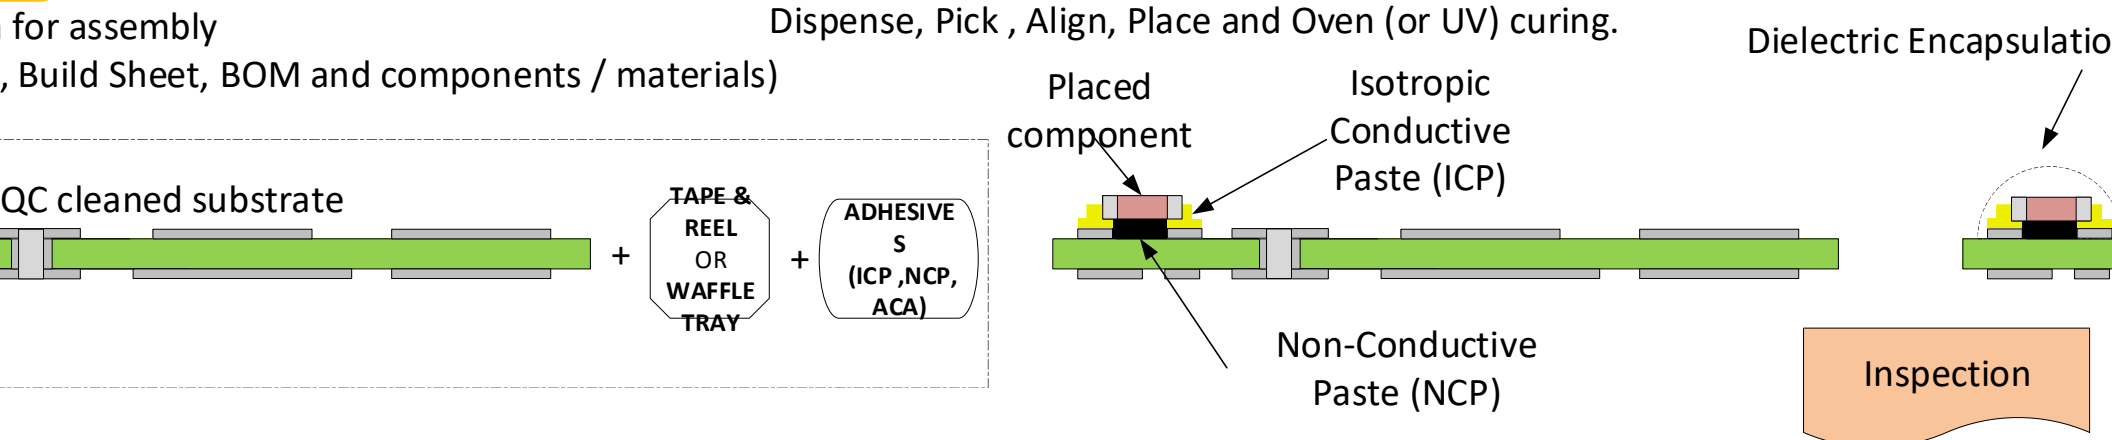 for assembly
, Build Sheet, BOM and components / materials)
QC cleaned substrate
+
TAPE &
REEL
OR
WAFFLE
TRAY
+
ADHESIVE
S
(ICP ,NCP,
ACA)
Dispense, Pick , Align, Place and Oven (or UV) curing.
Placed
component
Isotropic
Conductive
Paste (ICP)
Non-Conductive
Paste (NCP)
Dielectric Encapsulatio
Inspection